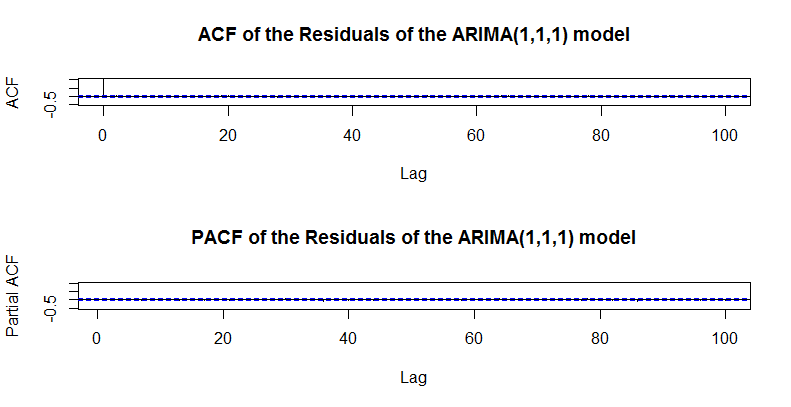 ACF of the Residuals of the ARIMA(1,1,1) model
ACF
-0.5
0 20 40 60 80 100
Lag
PACF of the Residuals of the ARIMA(1,1,1) model
Partial ACF
-0.5
0 20 40 60 80 100
Lag